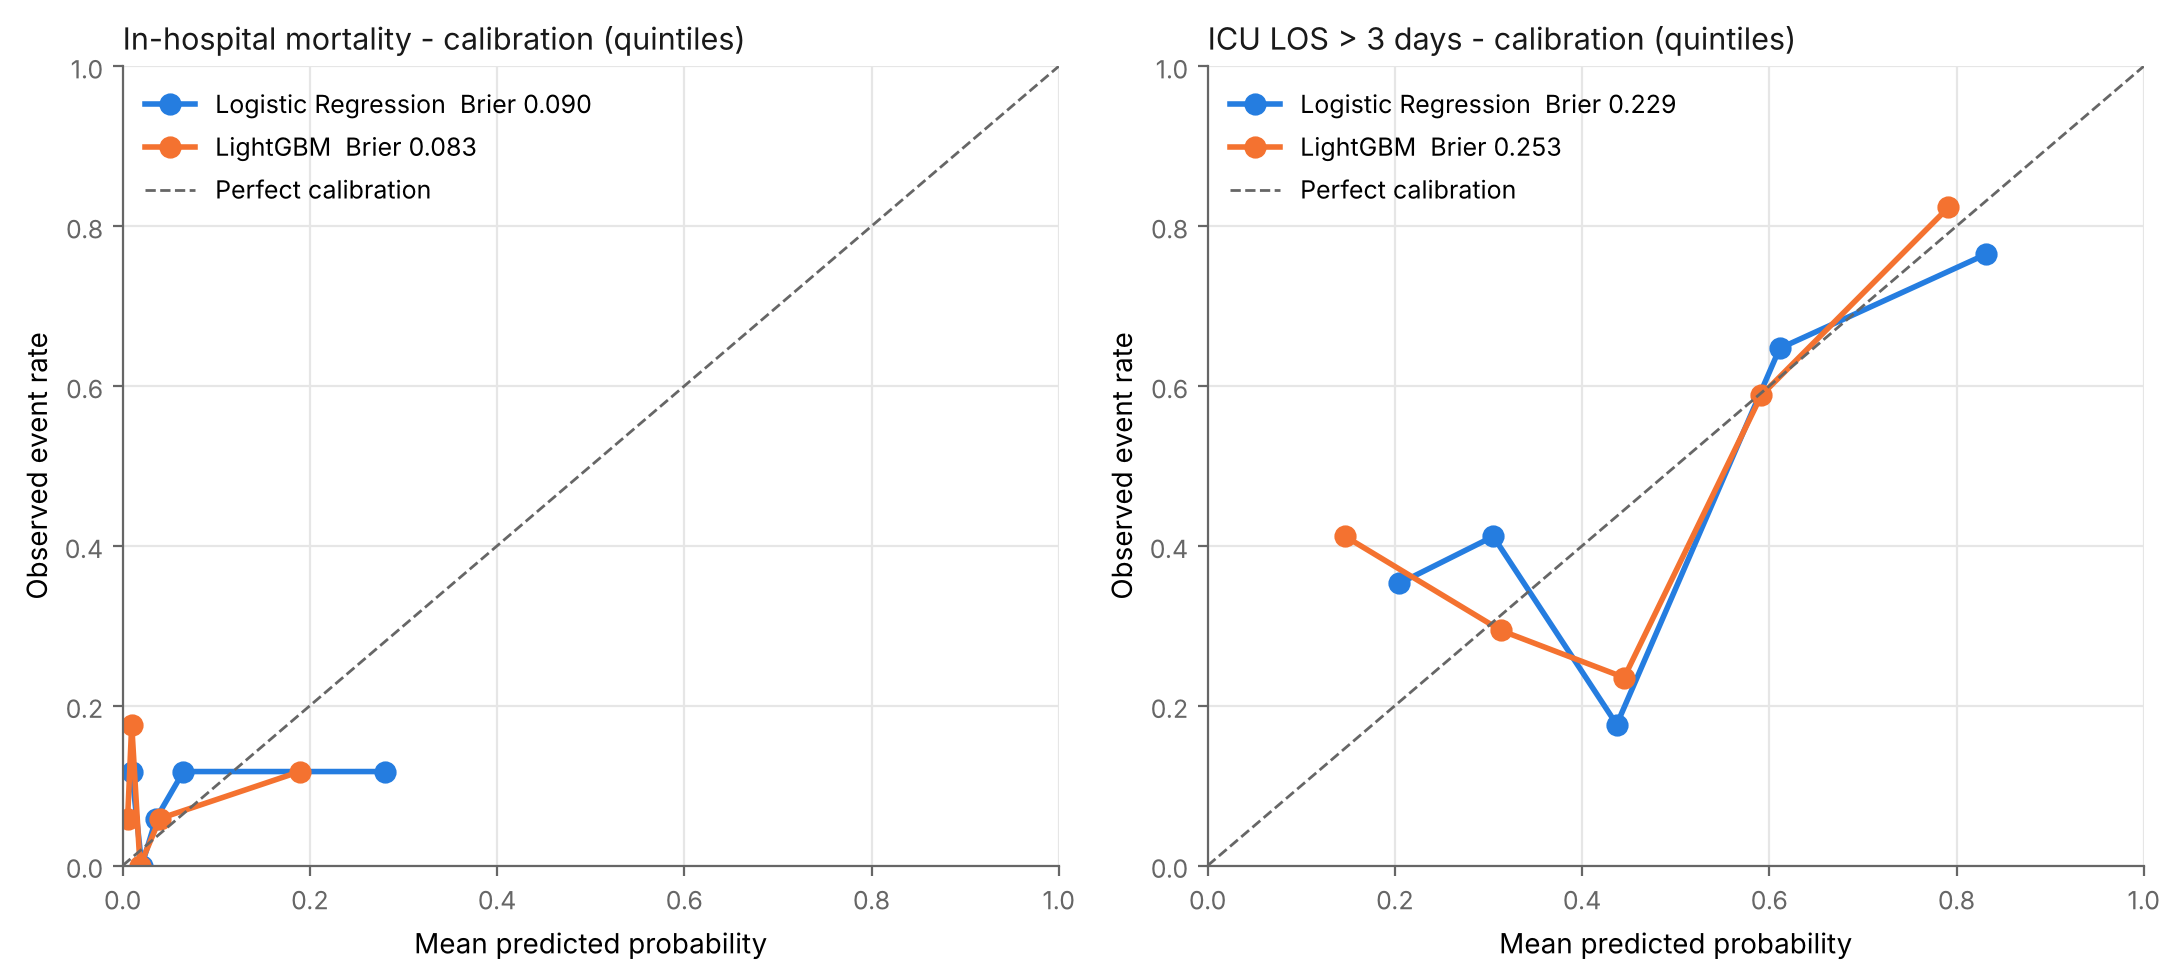 In-hospital mortality - calibration (quintiles)
1.0
0.8
0.6
0.4
0.2
0.0
Observed event rate
Logistic Regression  Brier 0.090
LightGBM  Brier 0.083
Perfect calibration
0.0 0.2 0.4 0.6 0.8 1.0
Mean predicted probability
ICU LOS > 3 days - calibration (quintiles)
1.0
0.8
0.6
0.4
0.2
0.0
Observed event rate
Logistic Regression  Brier 0.229
LightGBM  Brier 0.253
Perfect calibration
0.0 0.2 0.4 0.6 0.8 1.0
Mean predicted probability